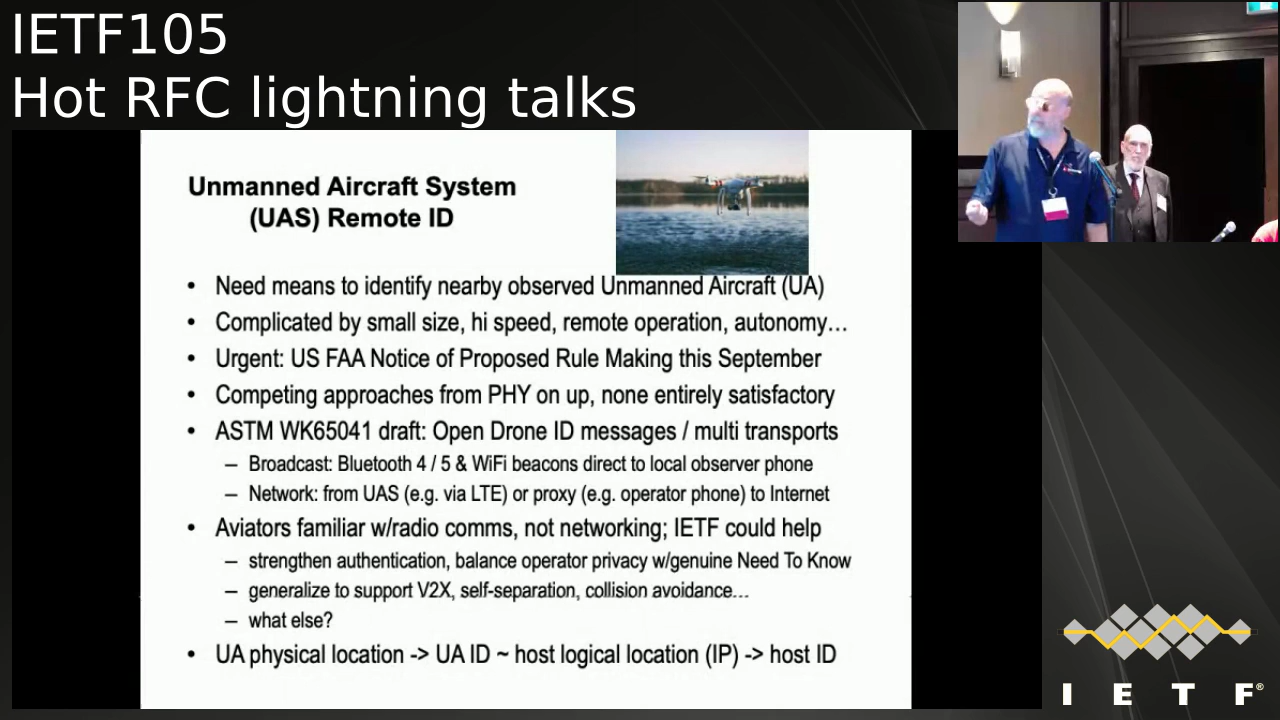 IETF105
Hot RFC lightning talks
Unmanned Aircraft System
(UAS) Remote ID
• Need means to identify nearby observed Unmanned Aircraft (UA)
• Complicated by small size, hi speed, remote operation, autonomy…
• Urgent: US FAA Notice of Proposed Rule Making this September
• Competing approaches from PHY on up, none entirely satisfactory
• ASTM WK65041 draft: Open Drone ID messages / multi transports
– Broadcast: Bluetooth 4 / 5 & WiFi beacons direct to local observer phone
– Network: from UAS (e.g. via LTE) or proxy (e.g. operator phone) to Internet
• Aviators familiar w/radio comms, not networking; IETF could help
– strengthen authentication, balance operator privacy w/genuine Need To Know
– generalize to support V2X, self-separation, collision avoidance…
– what else?
• UA physical location -> UA ID ~ host logical location (IP) -> host ID
I E T F®